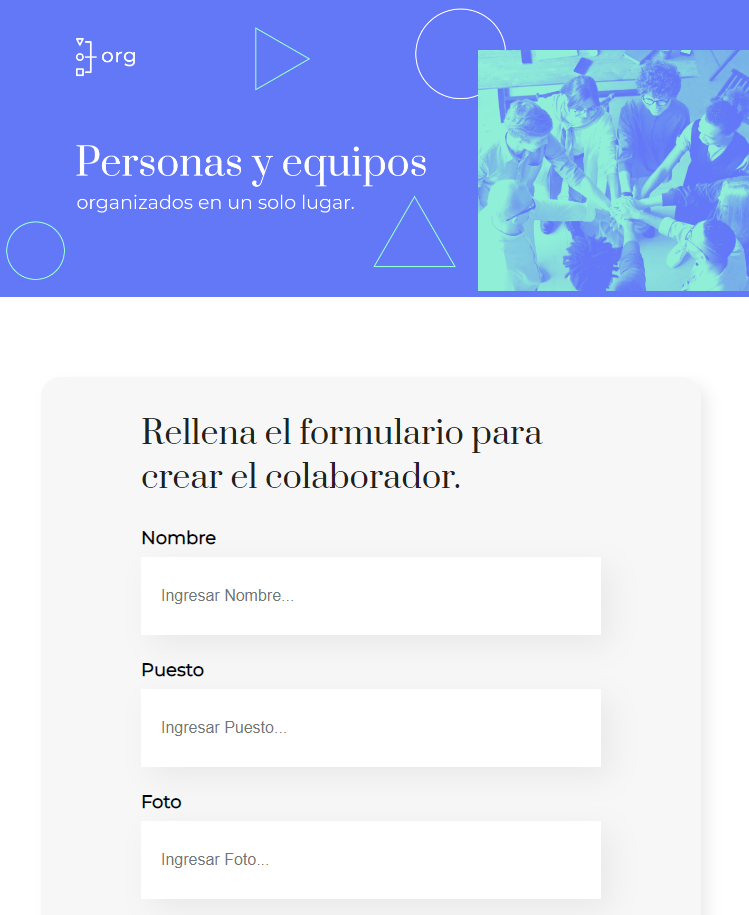 org
Personas y equipos
organizados en un solo lugar.
Rellena el formulario para
crear el colaborador.
Nombre
Ingresar Nombre...
Puesto
Ingresar Puesto...
Foto
Ingresar Foto...